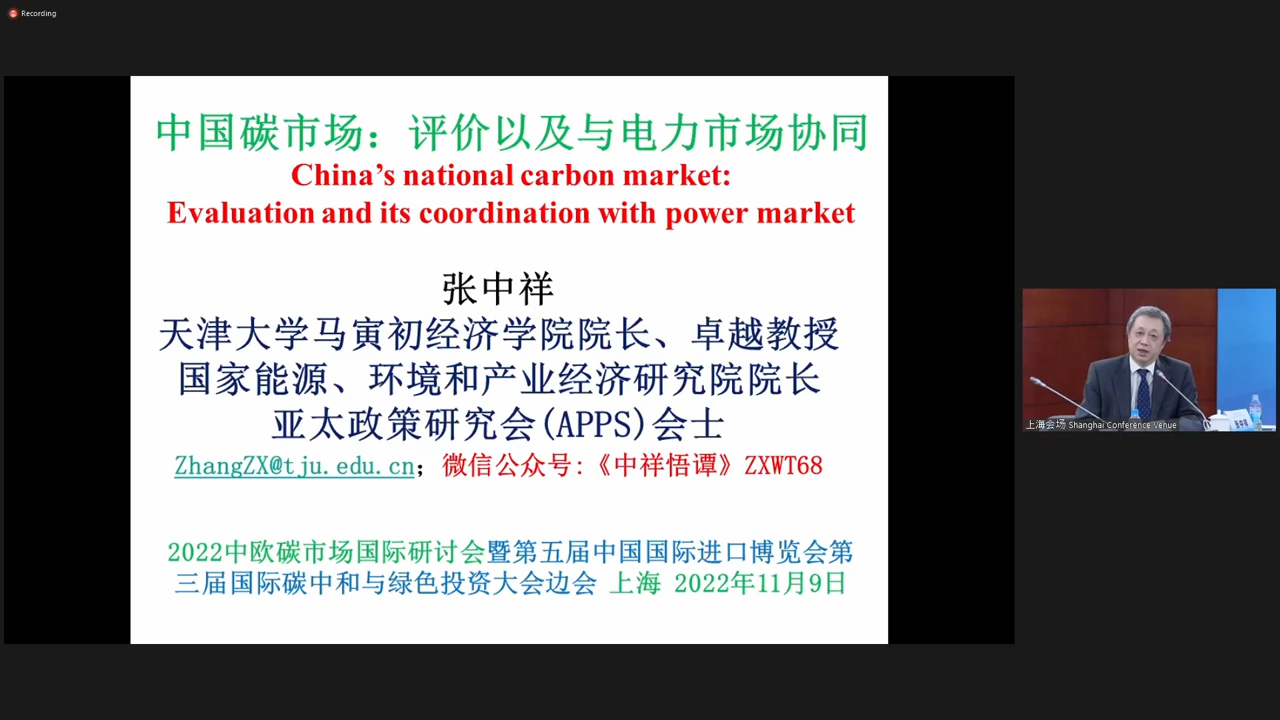 Recording
中国碳市场：评价以及与电力市场协同
China’s national carbon market:
Evaluation and its coordination with power market
张中祥
天津大学马寅初经济学院院长、卓越教授
国家能源、环境和产业经济研究院院长
亚太政策研究会(APPS)会士
ZhangZX@tju.edu.cn；微信公众号:《中祥悟谭》ZXWT68
2022中欧碳市场国际研讨会暨第五届中国国际进口博览会第
三届国际碳中和与绿色投资大会边会 上海 2022年11月9日
上海会场 Shanghai Conference Venue